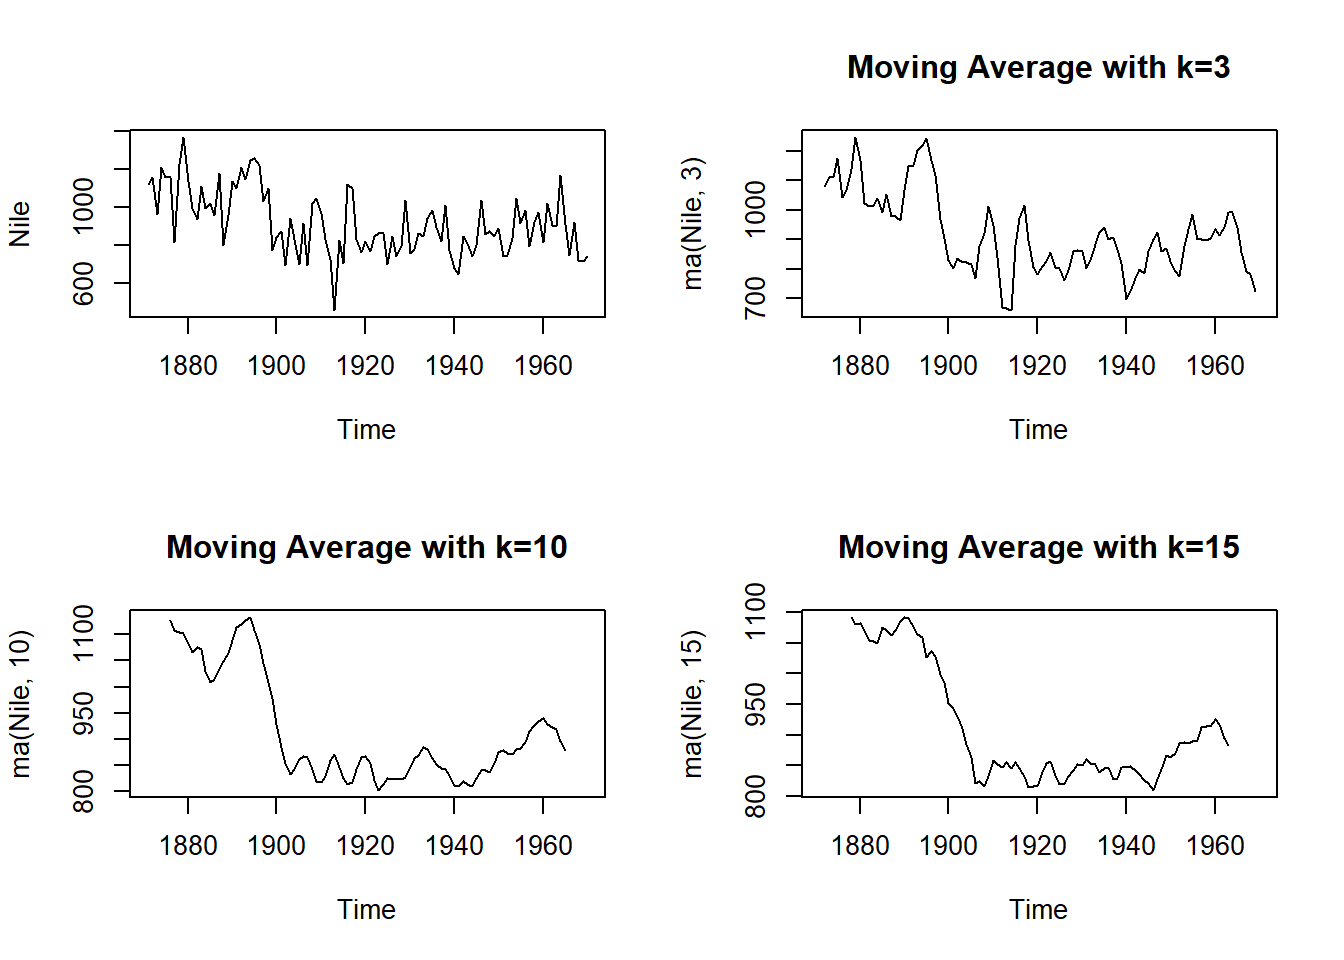 Nile
600
1000
1880 1900 1920 1940 1960
Time
Moving Average with k=3
ma(Nile, 3)
700
1000
1880 1900 1920 1940 1960
Time
Moving Average with k=10
ma(Nile, 10)
800
950
1100
1880 1900 1920 1940 1960
Time
Moving Average with k=15
ma(Nile, 15)
800
950
1100
1880 1900 1920 1940 1960
Time